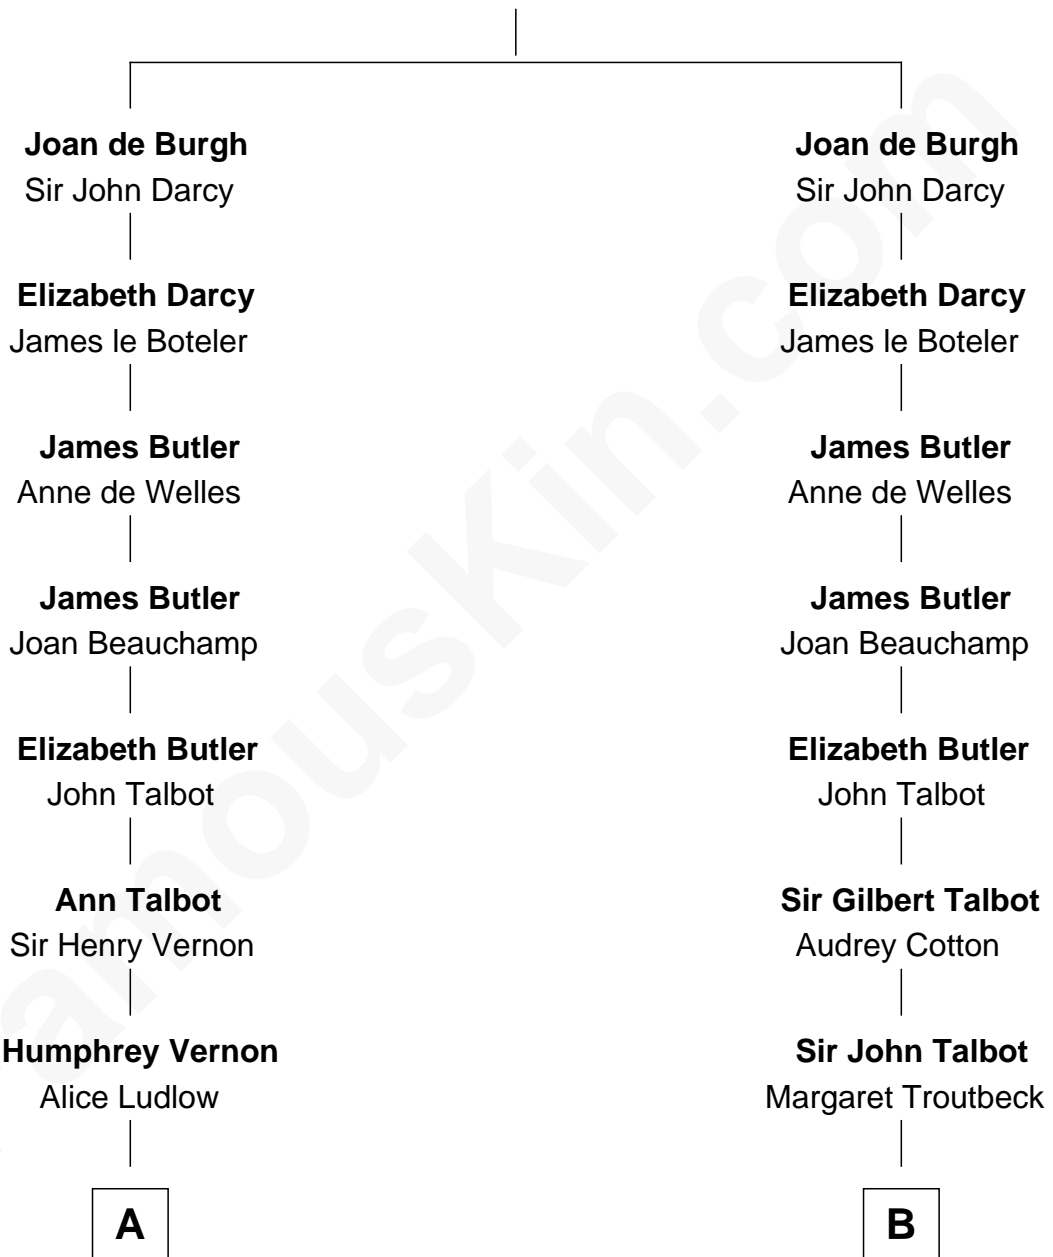 Joan de Burgh
Sir John Darcy
Elizabeth Darcy
James le Boteler
James Butler
Anne de Welles
James Butler
Joan Beauchamp
Elizabeth Butler
John Talbot
Ann Talbot
Sir Henry Vernon
Humphrey Vernon
Alice Ludlow
A
Joan de Burgh
Sir John Darcy
Elizabeth Darcy
James le Boteler
James Butler
Anne de Welles
James Butler
Joan Beauchamp
Elizabeth Butler
John Talbot
Sir Gilbert Talbot
Audrey Cotton
Sir John Talbot
Margaret Troutbeck
B
amousKin.com